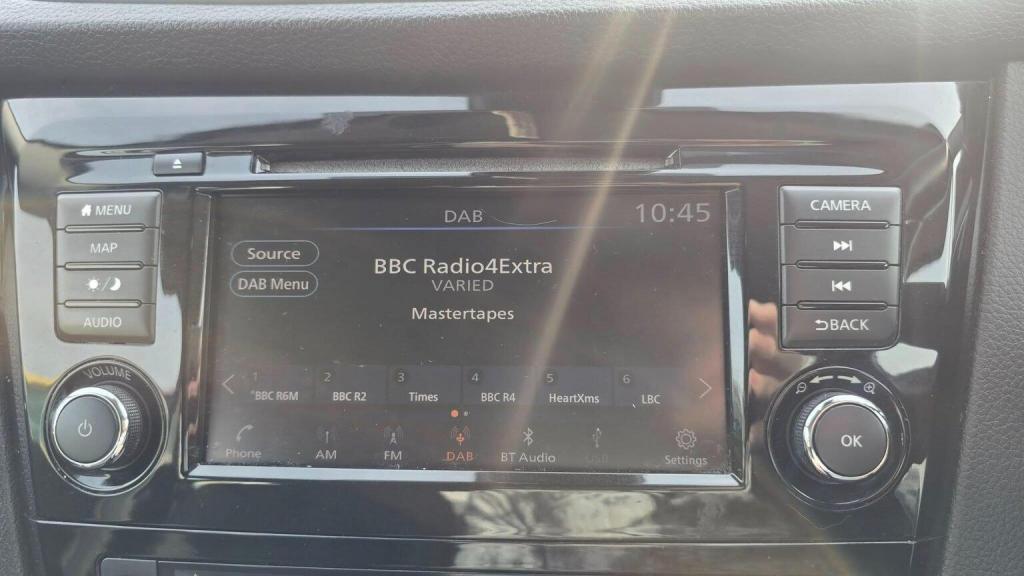 MENU
MAP
AUDIO
VOLUME
DAB
10:45
Source
DAB Menu
BBC Radio4Extra
VARIED
Mastertapes
1 2 3 4 5 6
BBC R6M BBC R2 Times BBC R4 HeartXms LBC
Phone AM FM DAB BT Audio USB Settings
CAMERA
BACK
OK